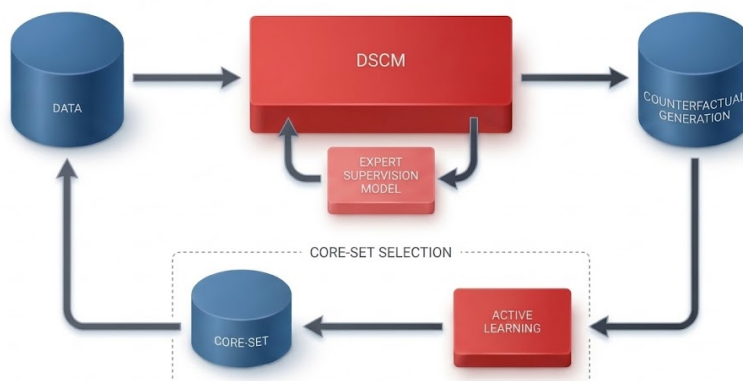 DSCM
DATA
COUNTERFACTUAL
GENERATION
EXPERT
SUPERVISION
MODEL
CORE-SET SELECTION
ACTIVE
LEARNING
CORE-SET